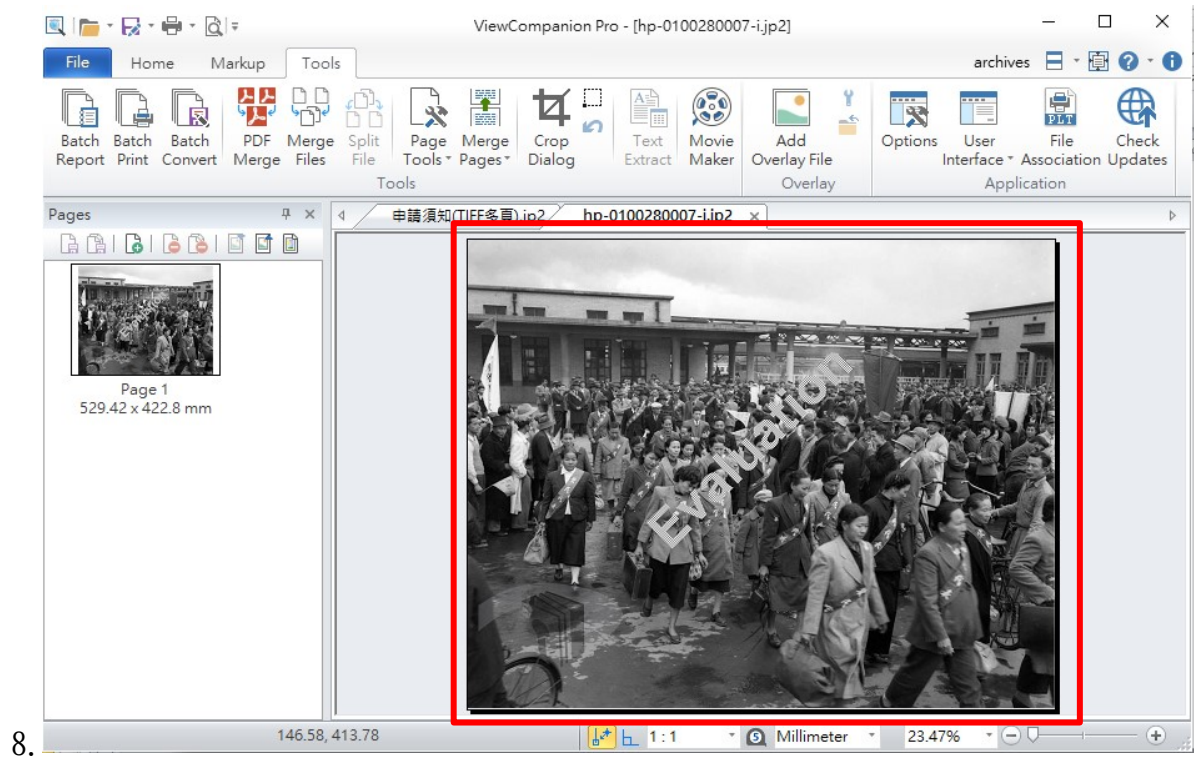 ViewCompanion Pro - [hp-0100280007-i.jp2]
File Home Markup Tools archives
Batch Report
Batch Print
Batch Convert
PDF Merge
Merge Files
Split File
Page Tools
Merge Pages
Crop Dialog
Text Extract
Movie Maker
Add Overlay File
Options
User Interface
File Association
Check Updates
PLT
Tools Overlay Application
Pages
申請須知(TIFF多頁).jp2 hp-0100280007-i.jp2
Page 1
529.42 x 422.8 mm
Evaluation
8.
146.58, 413.78 1 : 1 Millimeter 23.47%